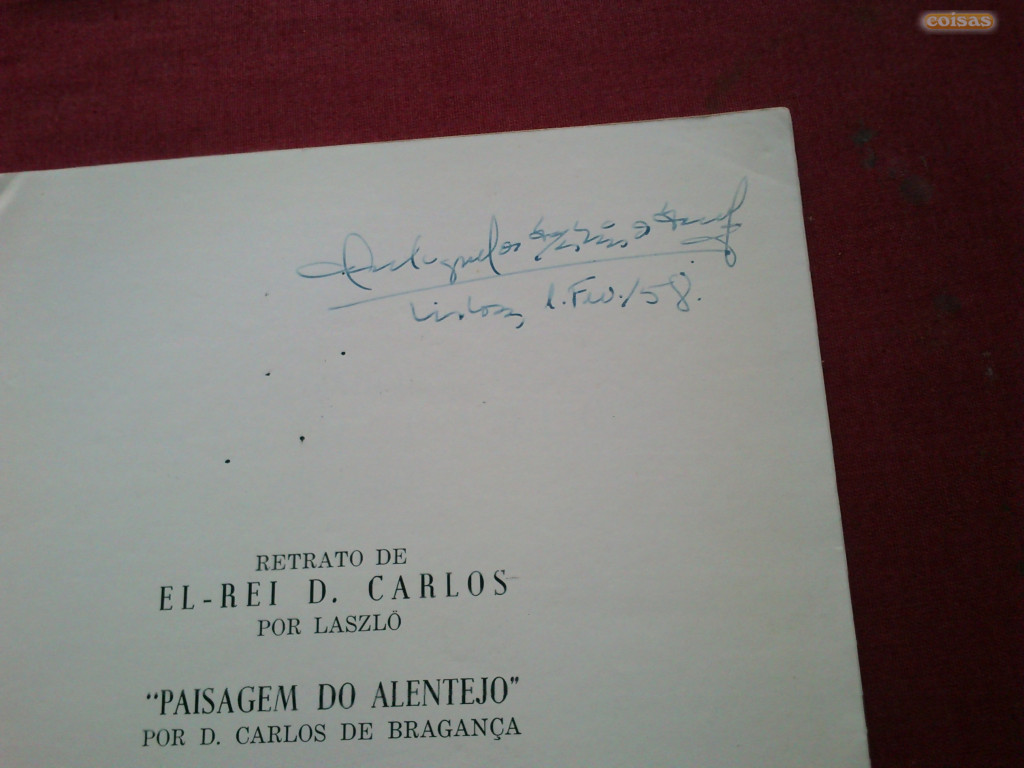 coisas
Lisboa, 1. Fev./58.
RETRATO DE
EL-REI D. CARLOS
POR LASZLÖ
"PAISAGEM DO ALENTEJO"
POR D. CARLOS DE BRAGANÇA